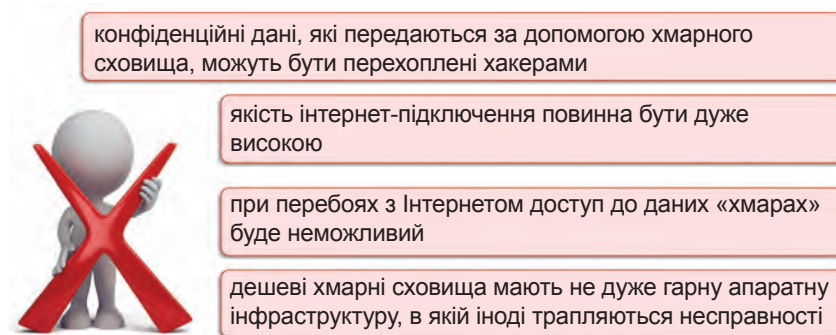 конфіденційні дані, які передаються за допомогою хмарного
сховища, можуть бути перехоплені хакерами
якість інтернет-підключення повинна бути дуже
високою
при перебоях з Інтернетом доступ до даних «хмарах»
буде неможливий
дешеві хмарні сховища мають не дуже гарну апаратну
інфраструктуру, в якій іноді трапляються несправності